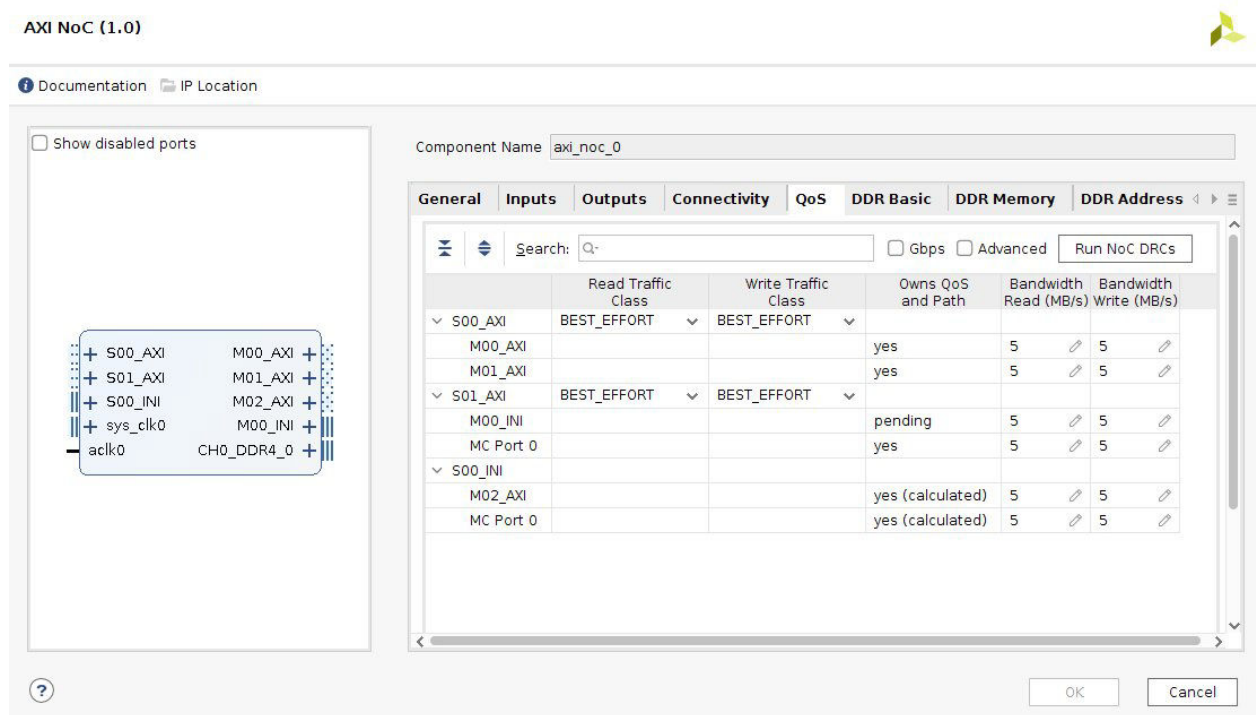 AXI NoC (1.0)
Documentation IP Location
Show disabled ports
S00_AXI M00_AXI
S01_AXI M01_AXI
S00_INI M02_AXI
sys_clk0 M00_INI
aclk0 CH0_DDR4_0
Component Name axi_noc_0
General Inputs Outputs Connectivity QoS DDR Basic DDR Memory DDR Address
Search: Gbps Advanced Run NoC DRCs
Read Traffic Write Traffic Owns QoS Bandwidth Bandwidth
Class Class and Path Read (MB/s) Write (MB/s)
S00_AXI BEST_EFFORT BEST_EFFORT
M00_AXI yes 5 5
M01_AXI yes 5 5
S01_AXI BEST_EFFORT BEST_EFFORT
M00_INI pending 5 5
MC Port 0 yes 5 5
S00_INI
M02_AXI yes (calculated) 5 5
MC Port 0 yes (calculated) 5 5
? OK Cancel